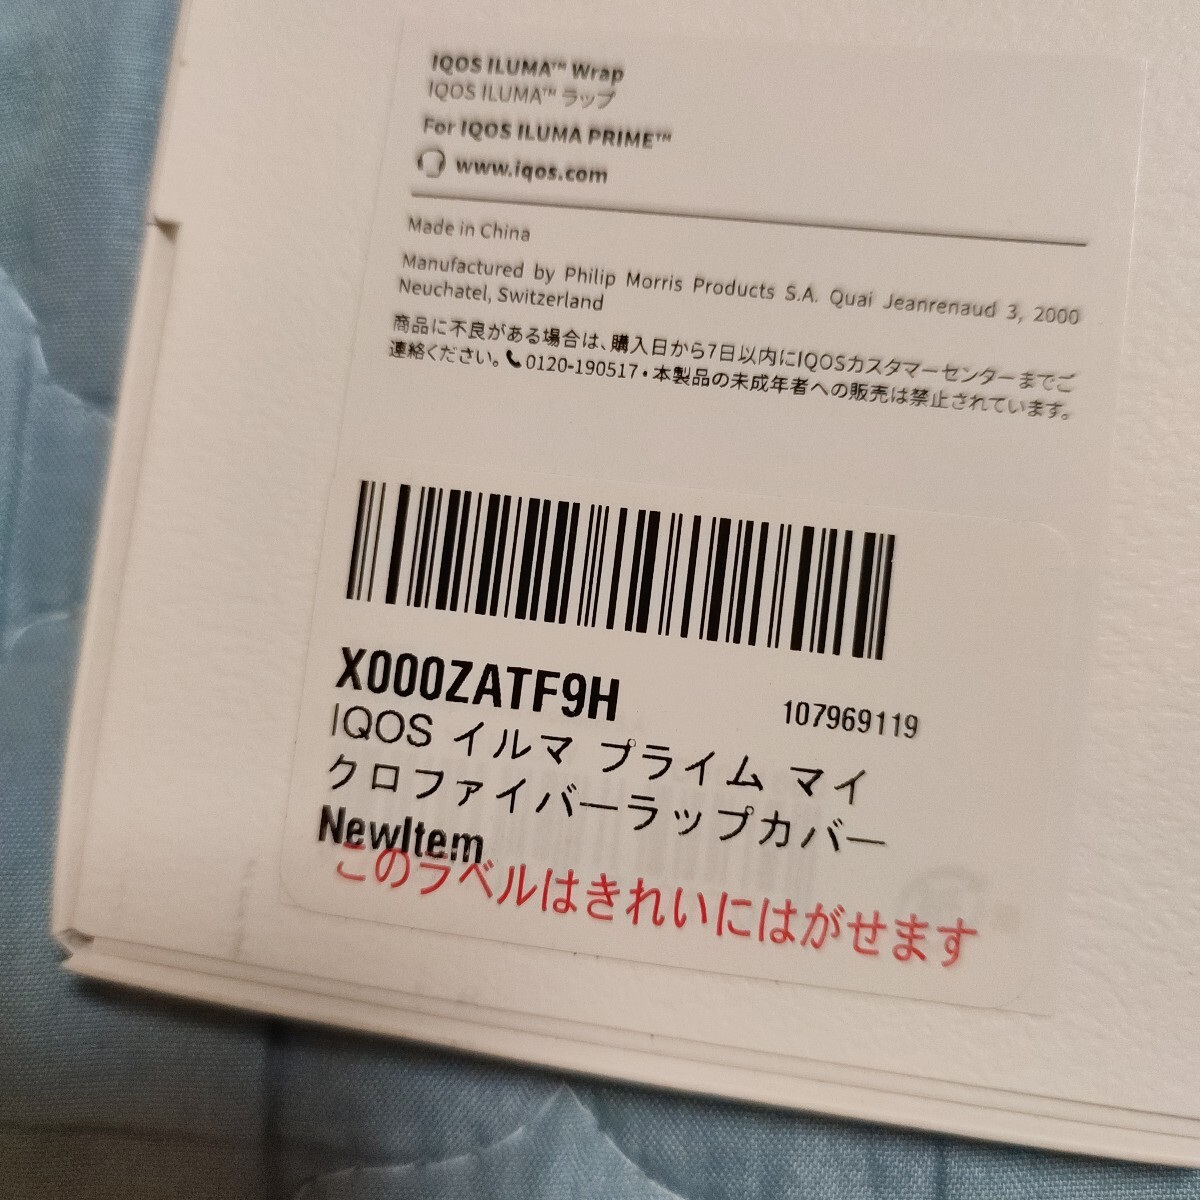 IQOS ILUMA™ Wrap
IQOS ILUMA™ ラップ
For IQOS ILUMA PRIME™
www.iqos.com
Made in China
Manufactured by Philip Morris Products S.A. Quai Jeanrenaud 3, 2000
Neuchatel, Switzerland
商品に不良がある場合は、購入日から7日以内にIQOSカスタマーセンターまでご
連絡ください。0120-190517・本製品の未成年者への販売は禁止されています。
X000ZATF9H
107969119
IQOS イルマ プライム マイ
クロファイバーラップカバー
NewItem
このラベルはきれいにはがせます